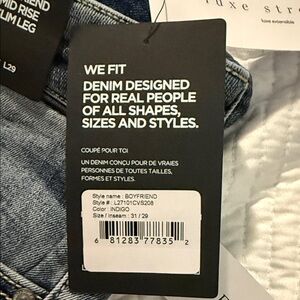 MID RISE
SLIM LEG
L29
luxe str
luxe extensible
WE FIT
DENIM DESIGNED
FOR REAL PEOPLE
OF ALL SHAPES,
SIZES AND STYLES.
COUPÉ POUR TOI
UN DENIM CONÇU POUR DE VRAIES
PERSONNES DE TOUTES TAILLES,
FORMES ET STYLES.
Style name : BOYFRIEND
Style # : L27101CVS208
Color : INDIGO
Size / Inseam : 31 / 29
6 81283 77835 2